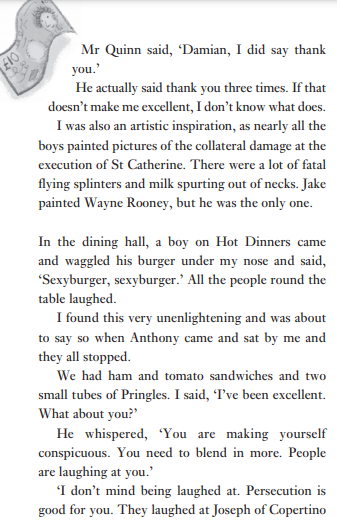 £10
Mr Quinn said, ‘Damian, I did say thank
you.’
He actually said thank you three times. If that
doesn’t make me excellent, I don’t know what does.
I was also an artistic inspiration, as nearly all the
boys painted pictures of the collateral damage at the
execution of St Catherine. There were a lot of fatal
flying splinters and milk spurting out of necks. Jake
painted Wayne Rooney, but he was the only one.
In the dining hall, a boy on Hot Dinners came
and waggled his burger under my nose and said,
‘Sexyburger, sexyburger.’ All the people round the
table laughed.
I found this very unenlightening and was about
to say so when Anthony came and sat by me and
they all stopped.
We had ham and tomato sandwiches and two
small tubes of Pringles. I said, ‘I’ve been excellent.
What about you?’
He whispered, ‘You are making yourself
conspicuous. You need to blend in more. People
are laughing at you.’
‘I don’t mind being laughed at. Persecution is
good for you. They laughed at Joseph of Copertino